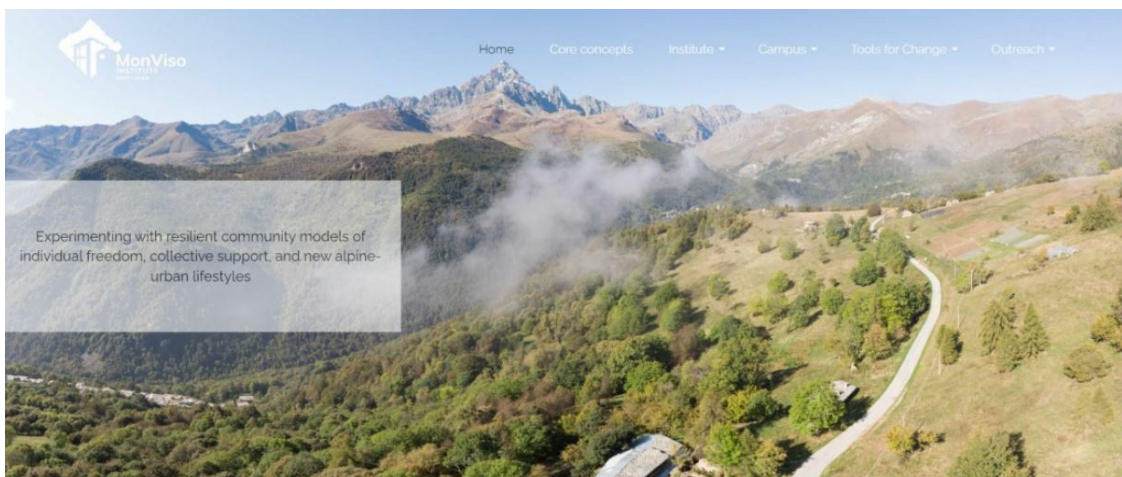 MonViso
INSTITUTE
Home
Core concepts
Institute
Campus
Tools for Change
Outreach
Experimenting with resilient community models of
individual freedom, collective support, and new alpine-
urban lifestyles